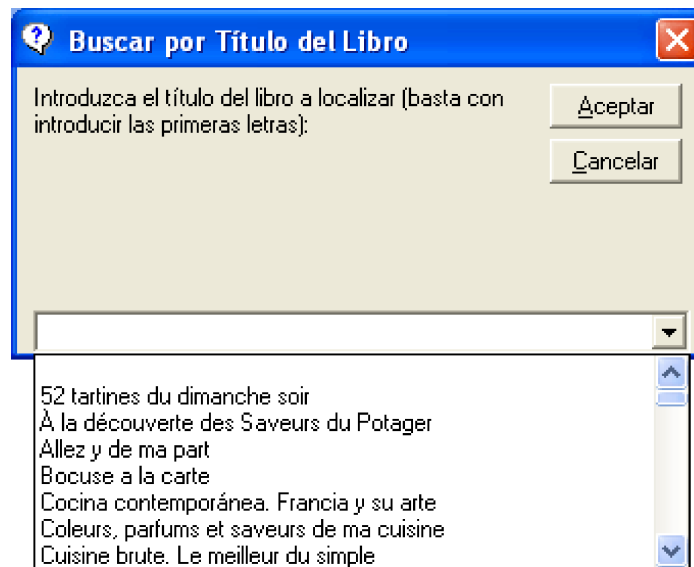 Buscar por Título del Libro
Introduzca el título del libro a localizar (basta con
introducir las primeras letras):
Aceptar
Cancelar
52 tartines du dimanche soir
À la découverte des Saveurs du Potager
Allez y de ma part
Bocuse a la carte
Cocina contemporánea. Francia y su arte
Coleurs, parfums et saveurs de ma cuisine
Cuisine brute. Le meilleur du simple